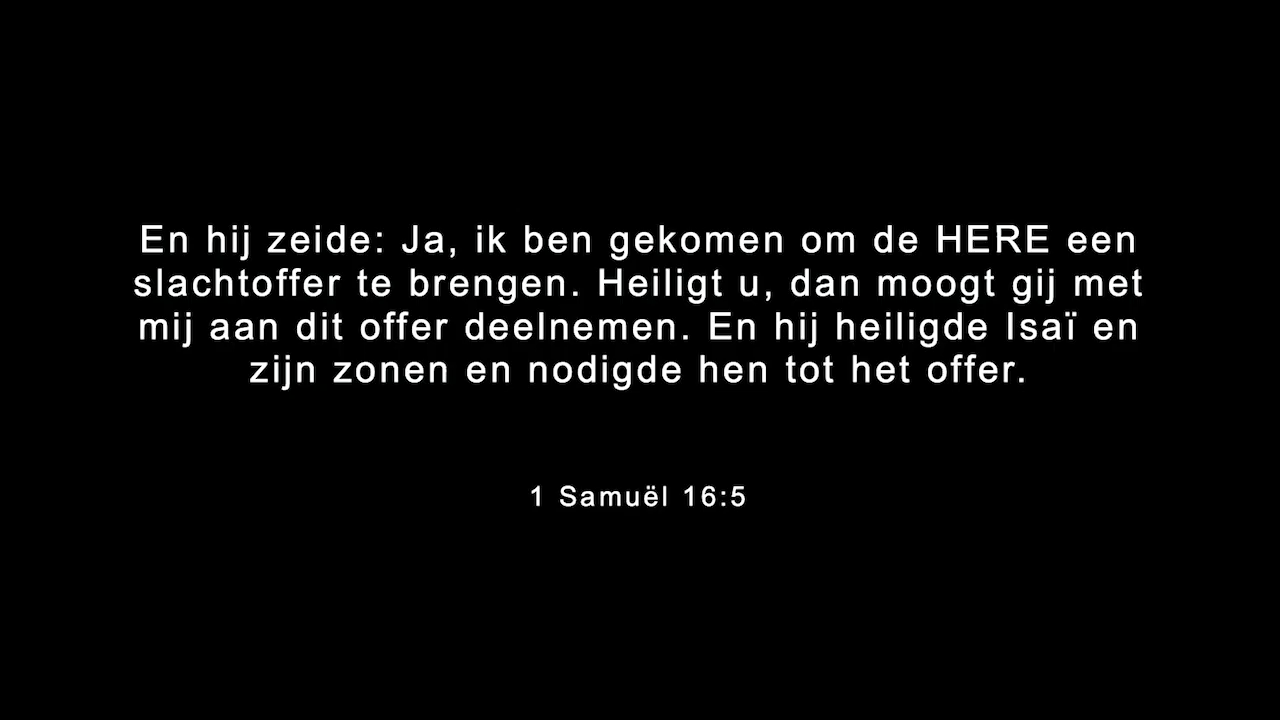 En hij zeide: Ja, ik ben gekomen om de HERE een
slachtoffer te brengen. Heiligt u, dan moogt gij met
mij aan dit offer deelnemen. En hij heiligde Isaï en
zijn zonen en nodigde hen tot het offer.
1 Samuël 16:5